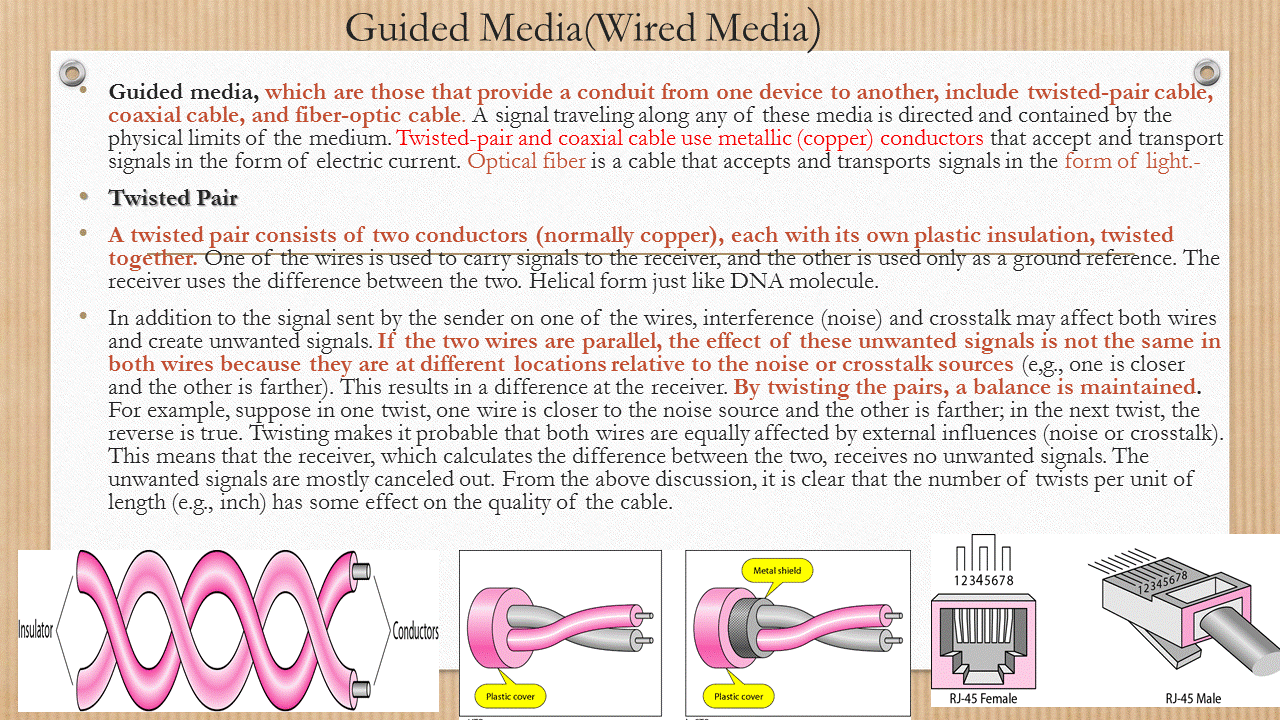 Guided Media(Wired Media)
• Guided media, which are those that provide a conduit from one device to another, include twisted-pair cable,
coaxial cable, and fiber-optic cable. A signal traveling along any of these media is directed and contained by the
physical limits of the medium. Twisted-pair and coaxial cable use metallic (copper) conductors that accept and transport
signals in the form of electric current. Optical fiber is a cable that accepts and transports signals in the form of light.-
• Twisted Pair
• A twisted pair consists of two conductors (normally copper), each with its own plastic insulation, twisted
together. One of the wires is used to carry signals to the receiver, and the other is used only as a ground reference. The
receiver uses the difference between the two. Helical form just like DNA molecule.
• In addition to the signal sent by the sender on one of the wires, interference (noise) and crosstalk may affect both wires
and create unwanted signals. If the two wires are parallel, the effect of these unwanted signals is not the same in
both wires because they are at different locations relative to the noise or crosstalk sources (e,g., one is closer
and the other is farther). This results in a difference at the receiver. By twisting the pairs, a balance is maintained.
For example, suppose in one twist, one wire is closer to the noise source and the other is farther; in the next twist, the
reverse is true. Twisting makes it probable that both wires are equally affected by external influences (noise or crosstalk).
This means that the receiver, which calculates the difference between the two, receives no unwanted signals. The
unwanted signals are mostly canceled out. From the above discussion, it is clear that the number of twists per unit of
length (e.g., inch) has some effect on the quality of the cable.
Insulator
Conductors
Plastic cover
Metal shield
Plastic cover
12345678
RJ-45 Female
12345678
RJ-45 Male